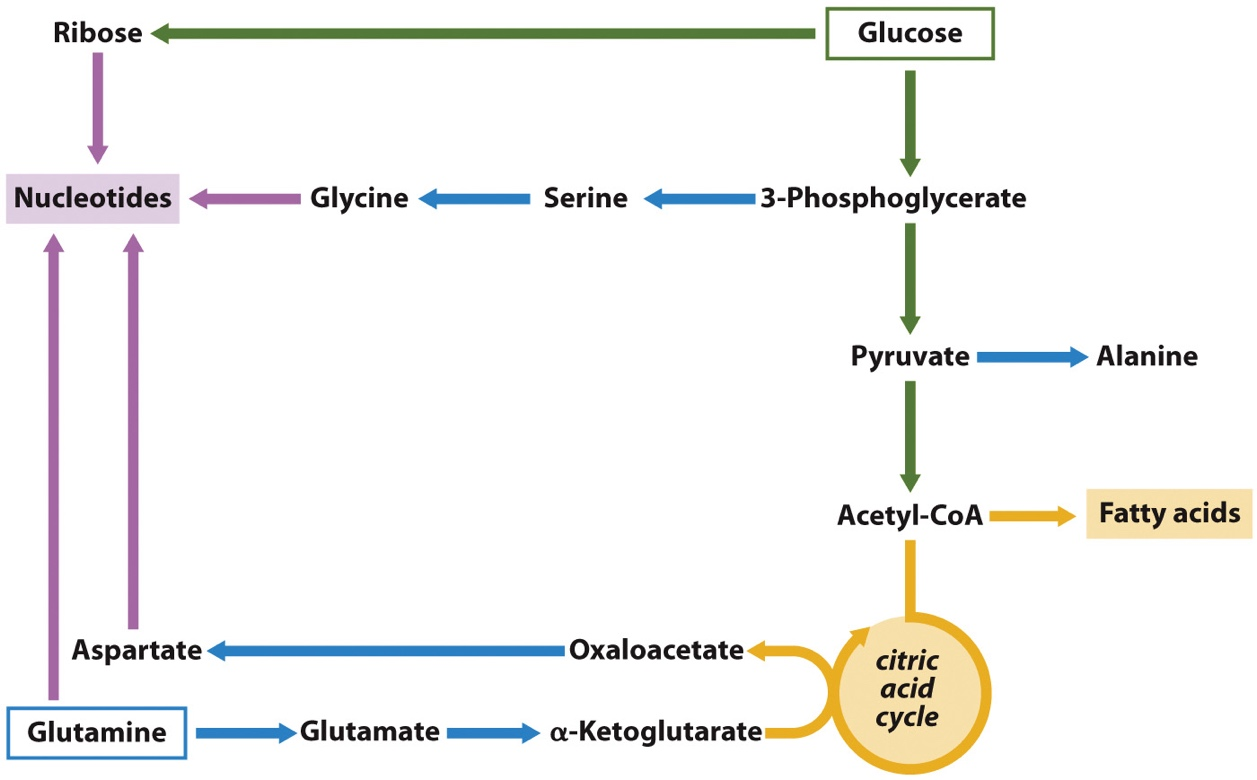 Ribose
Glucose
Nucleotides
Glycine
Serine
3-Phosphoglycerate
Pyruvate
Alanine
Acetyl-CoA
Fatty acids
Aspartate
Oxaloacetate
citric
acid
cycle
Glutamine
Glutamate
α-Ketoglutarate